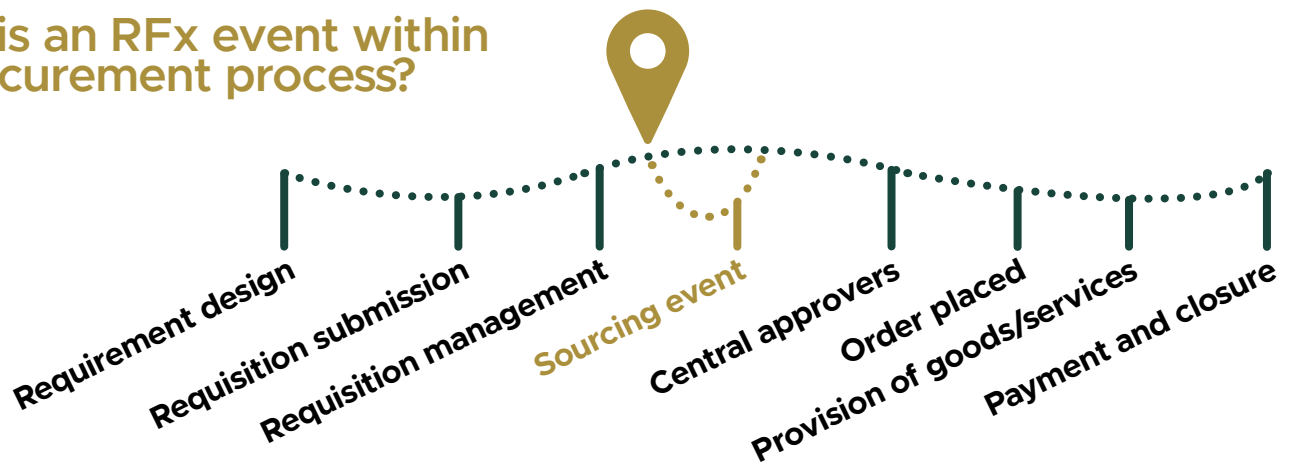 is an RFx event within
curement process?
Requirement design
Requisition submission
Requisition management
Sourcing event
Central approvers
Order placed
Provision of goods/services
Payment and closure